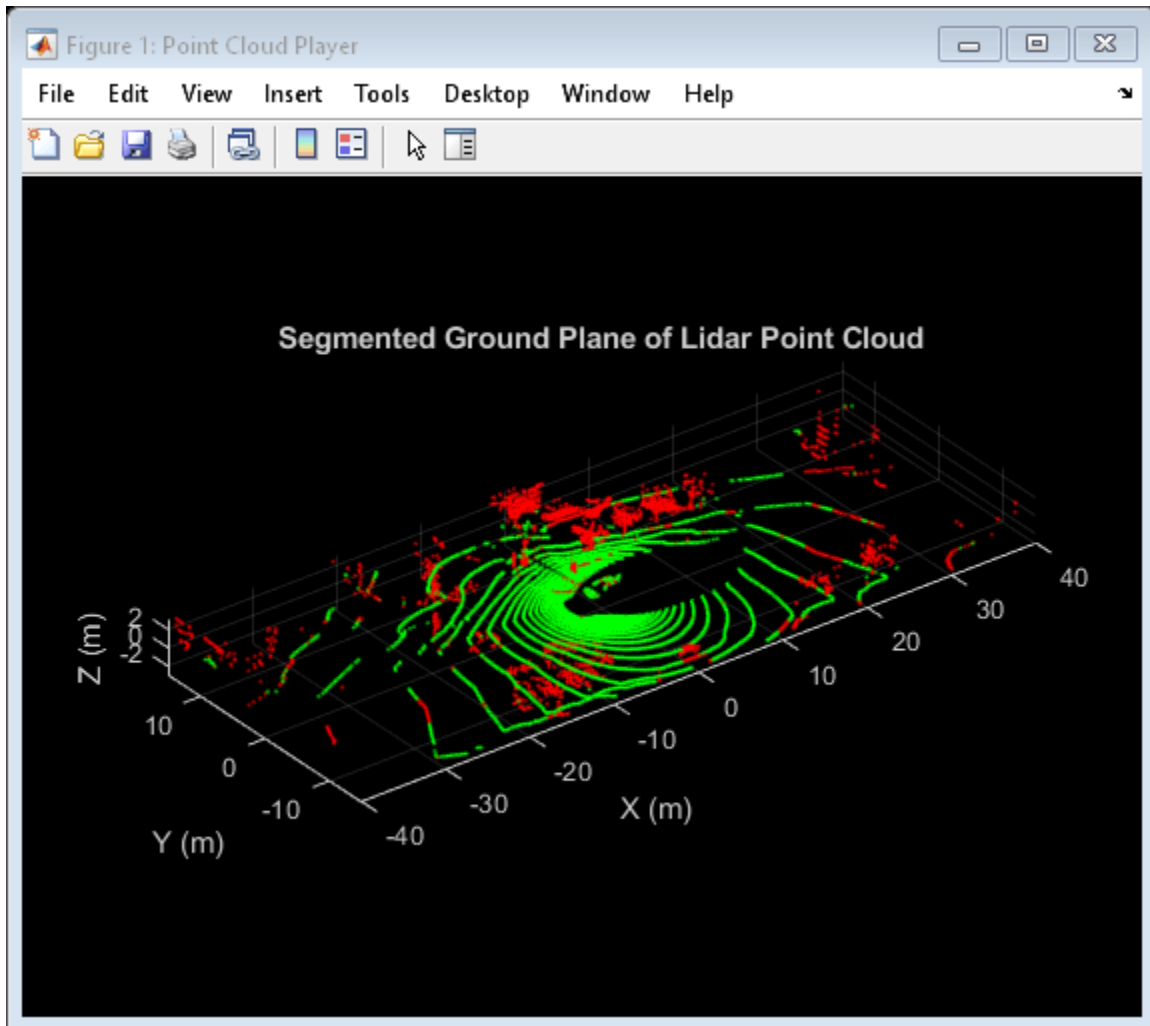 Figure 1: Point Cloud Player
File Edit View Insert Tools Desktop Window Help
Segmented Ground Plane of Lidar Point Cloud
2
0
-2
Z (m)
10
0
-10
Y (m)
-40
-30
-20
-10
0
10
20
30
40
X (m)